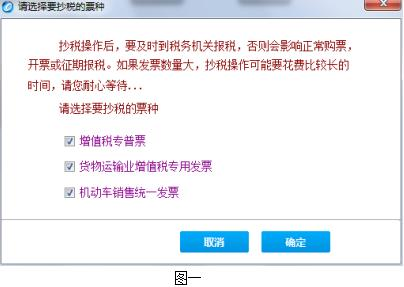 请选择要抄税的票种
抄税操作后，要及时到税务机关报税，否则会影响正常购票，
开票或征期报税。如果发票数量大，抄税操作可能要花费比较长的
时间，请您耐心等待...
请选择要抄税的票种
增值税专普票
货物运输业增值税专用发票
机动车销售统一发票
取消 确定
图一